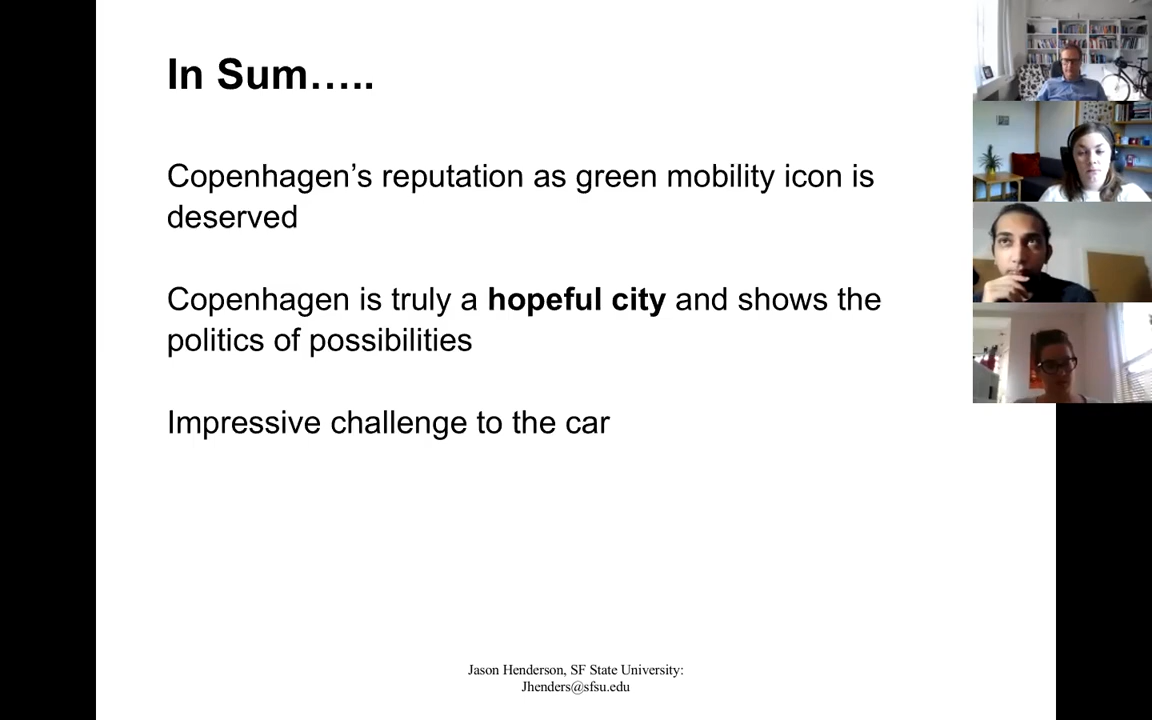 In Sum…..
Copenhagen’s reputation as green mobility icon is
deserved
Copenhagen is truly a hopeful city and shows the
politics of possibilities
Impressive challenge to the car
Jason Henderson, SF State University:
Jhenders@sfsu.edu